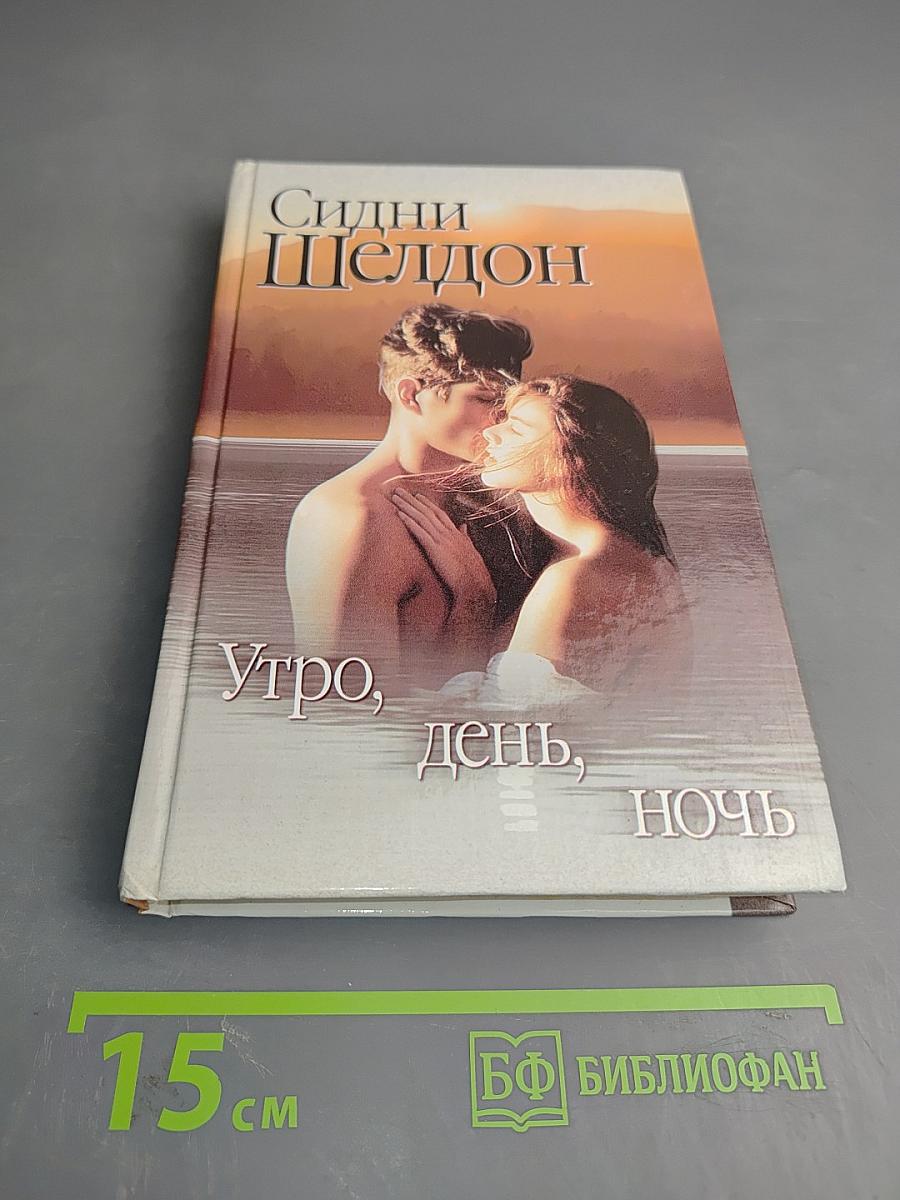 Сидни
Шелдон
Утро,
день,
ночь
15 см
БФ БИБЛИОФАН